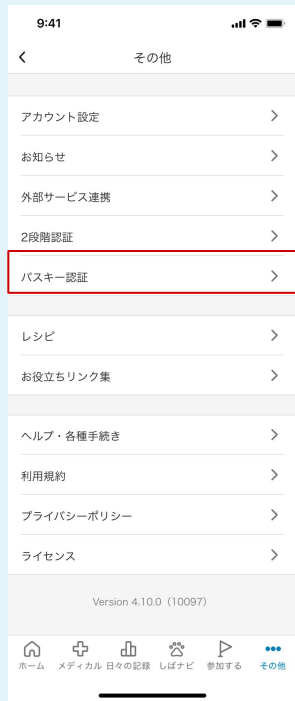 9:41
その他
アカウント設定
お知らせ
外部サービス連携
2段階認証
パスキー認証
レシピ
お役立ちリンク集
ヘルプ・各種手続き
利用規約
プライバシーポリシー
ライセンス
Version 4.10.0（10097）
ホーム メディカル 日々の記録 しばナビ 参加する その他